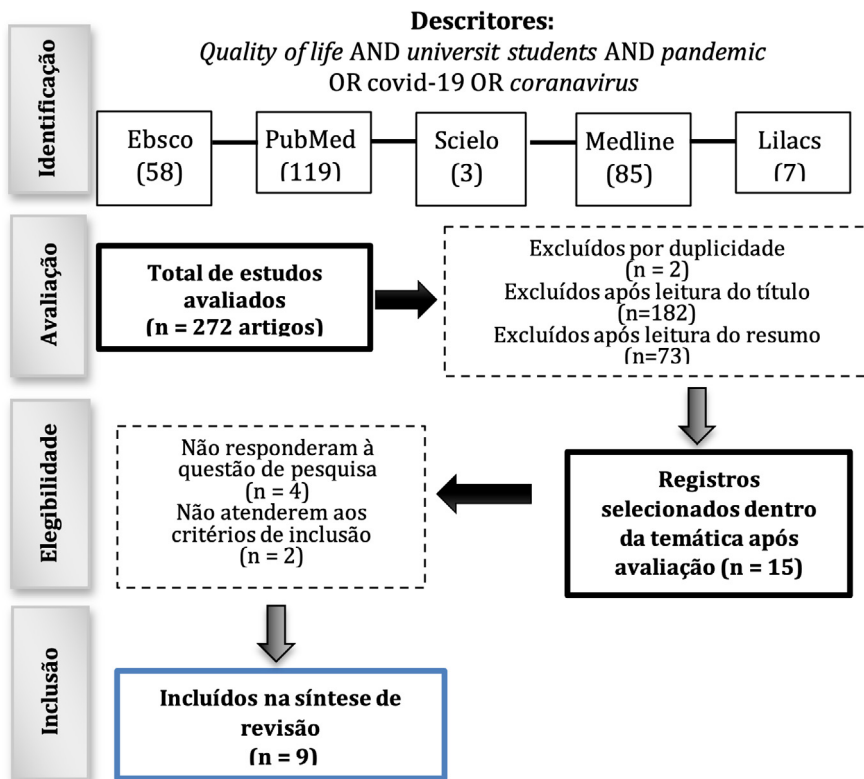 Identificação
Descritores:
Quality of life AND universit students AND pandemic
OR covid-19 OR coranavirus
Ebsco
(58)
PubMed
(119)
Scielo
(3)
Medline
(85)
Lilacs
(7)
Avaliação
Total de estudos
avaliados
(n = 272 artigos)
Excluídos por duplicidade
(n = 2)
Excluídos após leitura do título
(n=182)
Excluídos após leitura do resumo
(n=73)
Elegibilidade
Não responderam à
questão de pesquisa
(n = 4)
Não atenderem aos
critérios de inclusão
(n = 2)
Registros
selecionados dentro
da temática após
avaliação (n = 15)
Inclusão
Incluídos na síntese de
revisão
(n = 9)